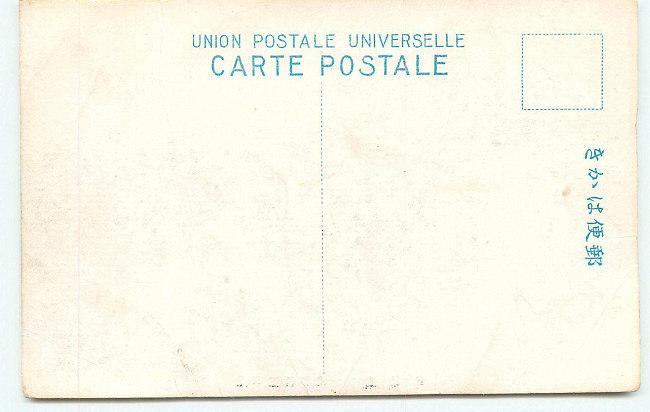 UNION POSTALE UNIVERSELLE
CARTE POSTALE
郵便はかき